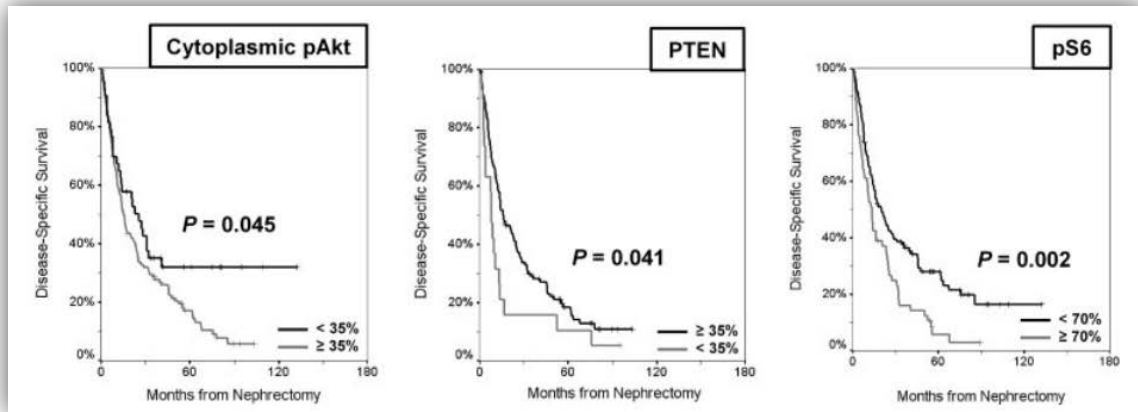 Cytoplasmic pAkt
100%
80%
60%
40%
20%
0%
Disease-Specific Survival
P = 0.045
< 35%
≥ 35%
0 60 120 180
Months from Nephrectomy
PTEN
100%
80%
60%
40%
20%
0%
Disease-Specific Survival
P = 0.041
≥ 35%
< 35%
0 60 120 180
Months from Nephrectomy
pS6
100%
80%
60%
40%
20%
0%
Disease-Specific Survival
P = 0.002
< 70%
≥ 70%
0 60 120 180
Months from Nephrectomy